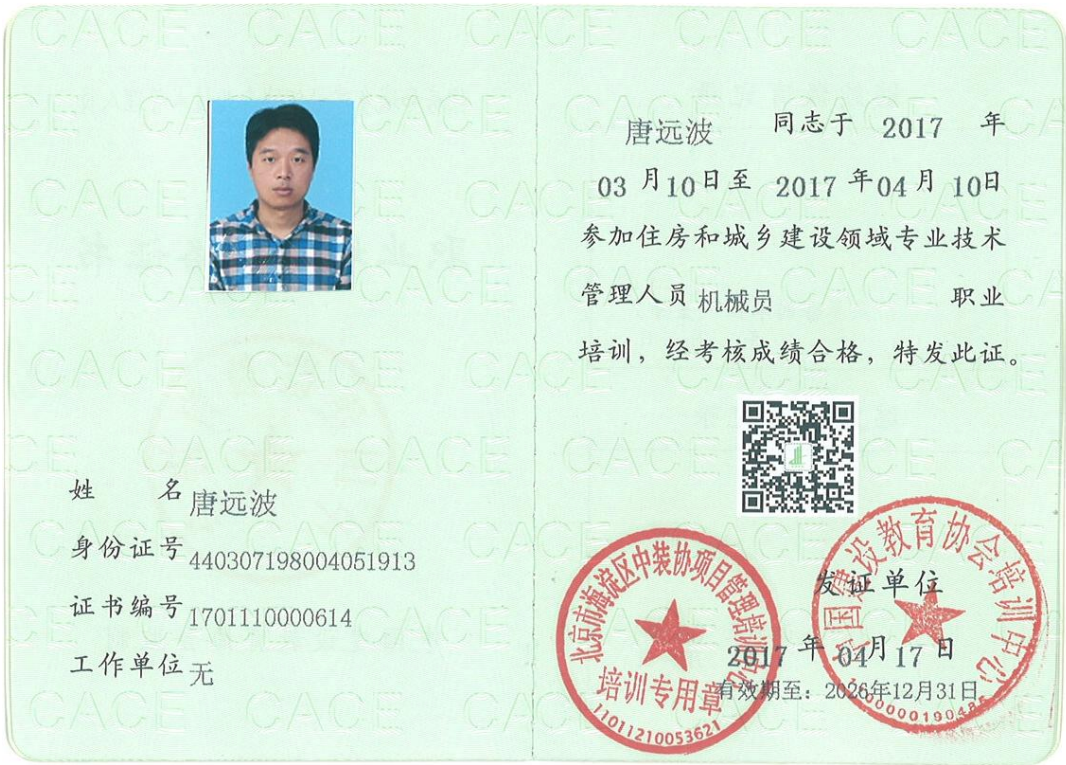 CACE
姓 名 唐远波
身份证号 440307198004051913
证书编号 1701110000614
工作单位 无
唐远波 同志于 2017 年
03 月 10 日至 2017 年 04 月 10 日
参加住房和城乡建设领域专业技术
管理人员 机械员 职业
培训，经考核成绩合格，特发此证。
北京市海淀区中装协项目管理培训中心
培训专用章
11011210053621
中国建设教育协会培训中心
发证单位
2017 年 04 月 17 日
有效期至：2026年12月31日